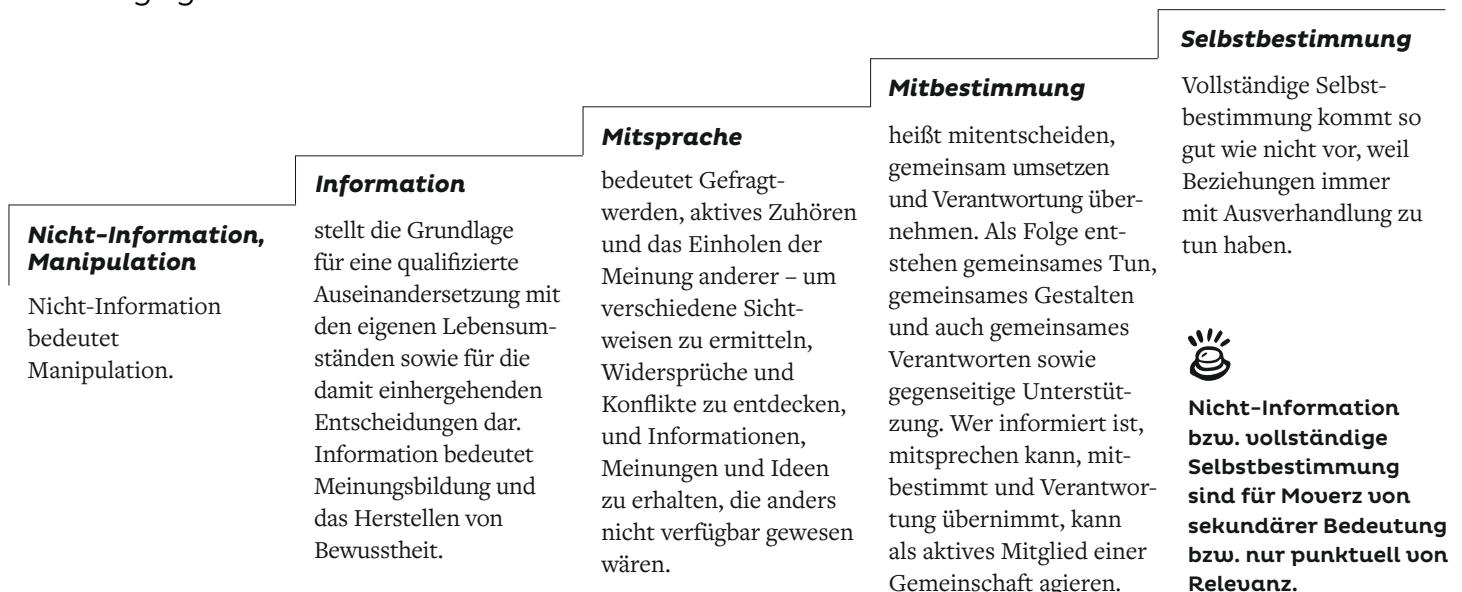 Nicht-Information,
Manipulation
Nicht-Information
bedeutet
Manipulation.
Information
stellt die Grundlage
für eine qualifizierte
Auseinandersetzung mit
den eigenen Lebensum-
ständen sowie für die
damit einhergehenden
Entscheidungen dar.
Information bedeutet
Meinungsbildung und
das Herstellen von
Bewusstheit.
Mitsprache
bedeutet Gefragt-
werden, aktives Zuhören
und das Einholen der
Meinung anderer – um
verschiedene Sicht-
weisen zu ermitteln,
Widersprüche und
Konflikte zu entdecken,
und Informationen,
Meinungen und Ideen
zu erhalten, die anders
nicht verfügbar gewesen
wären.
Mitbestimmung
heißt mitentscheiden,
gemeinsam umsetzen
und Verantwortung über-
nehmen. Als Folge ent-
stehen gemeinsames Tun,
gemeinsames Gestalten
und auch gemeinsames
Verantworten sowie
gegenseitige Unterstüt-
zung. Wer informiert ist,
mitsprechen kann, mit-
bestimmt und Verantwor-
tung übernimmt, kann
als aktives Mitglied einer
Gemeinschaft agieren.
Selbstbestimmung
Vollständige Selbst-
bestimmung kommt so
gut wie nicht vor, weil
Beziehungen immer
mit Ausverhandlung zu
tun haben.
Nicht-Information
bzw. vollständige
Selbstbestimmung
sind für Moverz von
sekundärer Bedeutung
bzw. nur punktuell von
Relevanz.